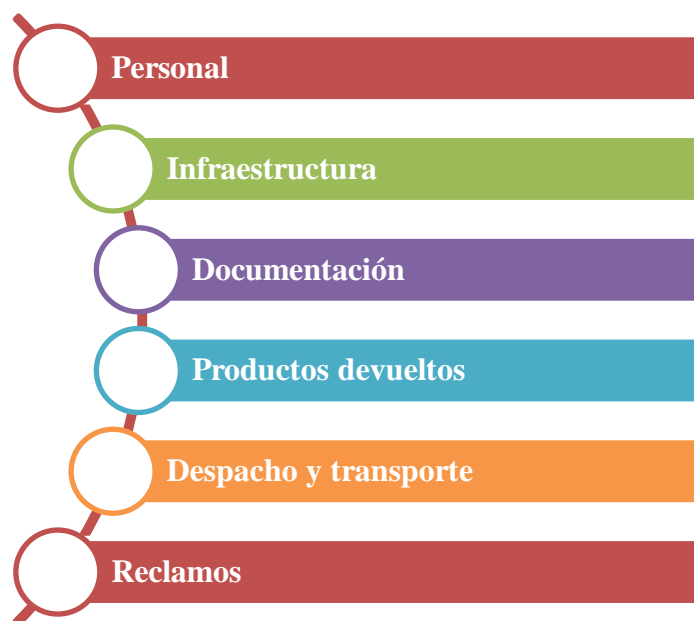 Personal
Infraestructura
Documentación
Productos devueltos
Despacho y transporte
Reclamos